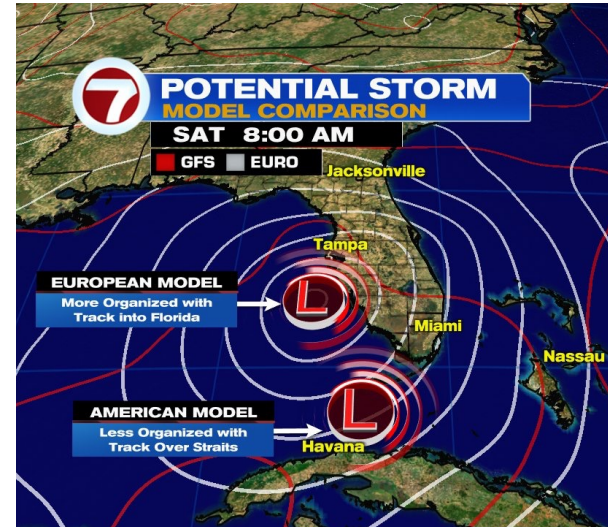 7
POTENTIAL STORM
MODEL COMPARISON
SAT 8:00 AM
GFS EURO
Jacksonville
Tampa
EUROPEAN MODEL
More Organized with
Track into Florida
L
Miami
Nassau
AMERICAN MODEL
Less Organized with
Track Over Straits
L
Havana